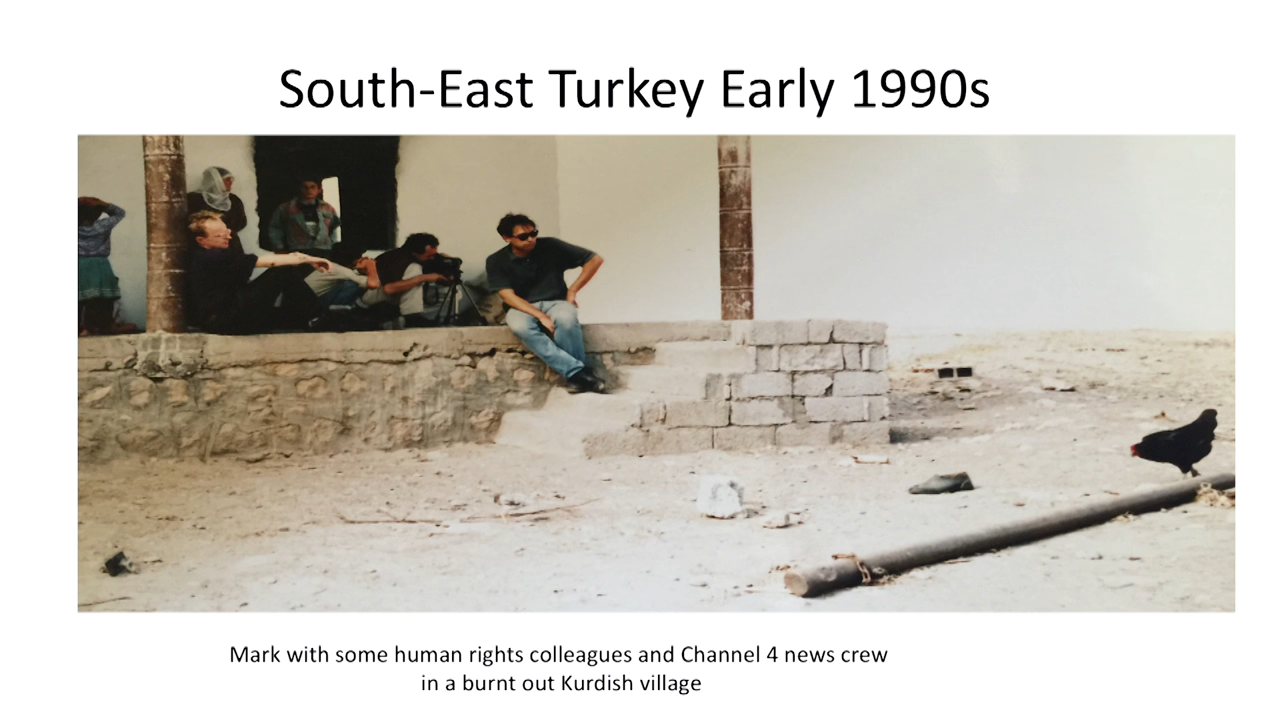 South-East Turkey Early 1990s
Mark with some human rights colleagues and Channel 4 news crew
in a burnt out Kurdish village